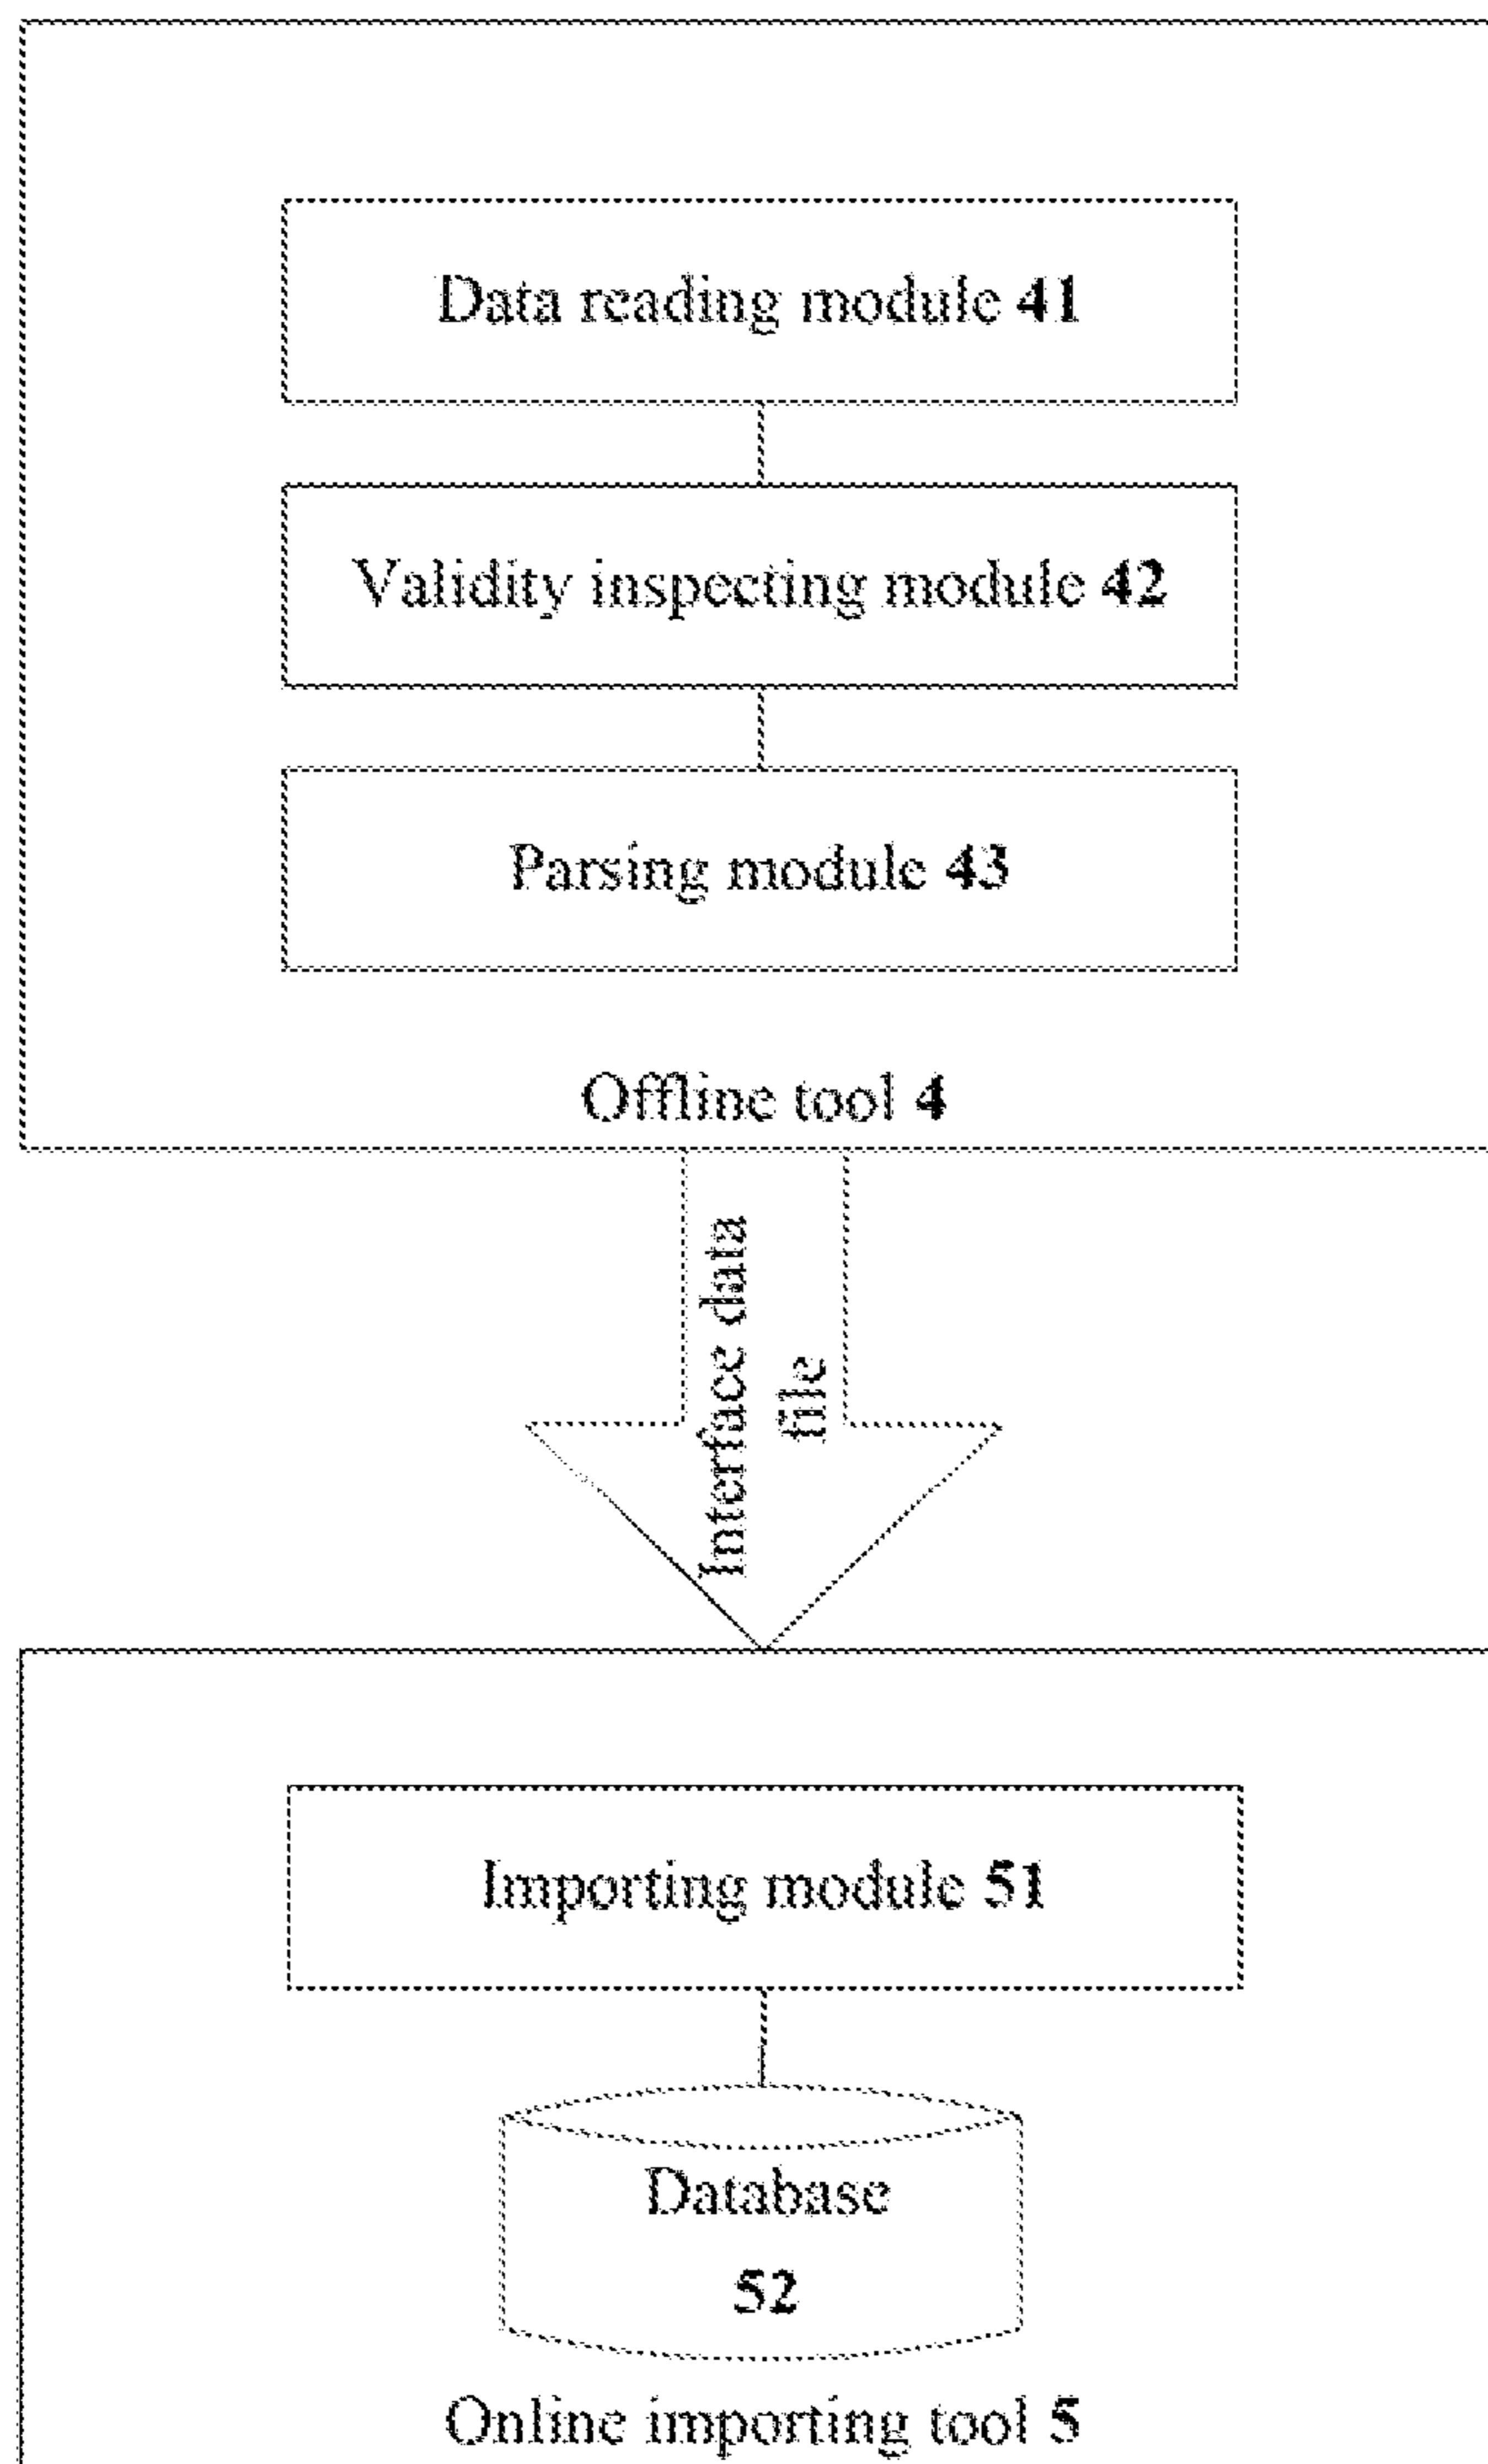 Data reading module 41
Validity inspecting module 42
Parsing module 43
Offline tool 4
Interface data
file
Importing module 51
Database
52
Online importing tool 5